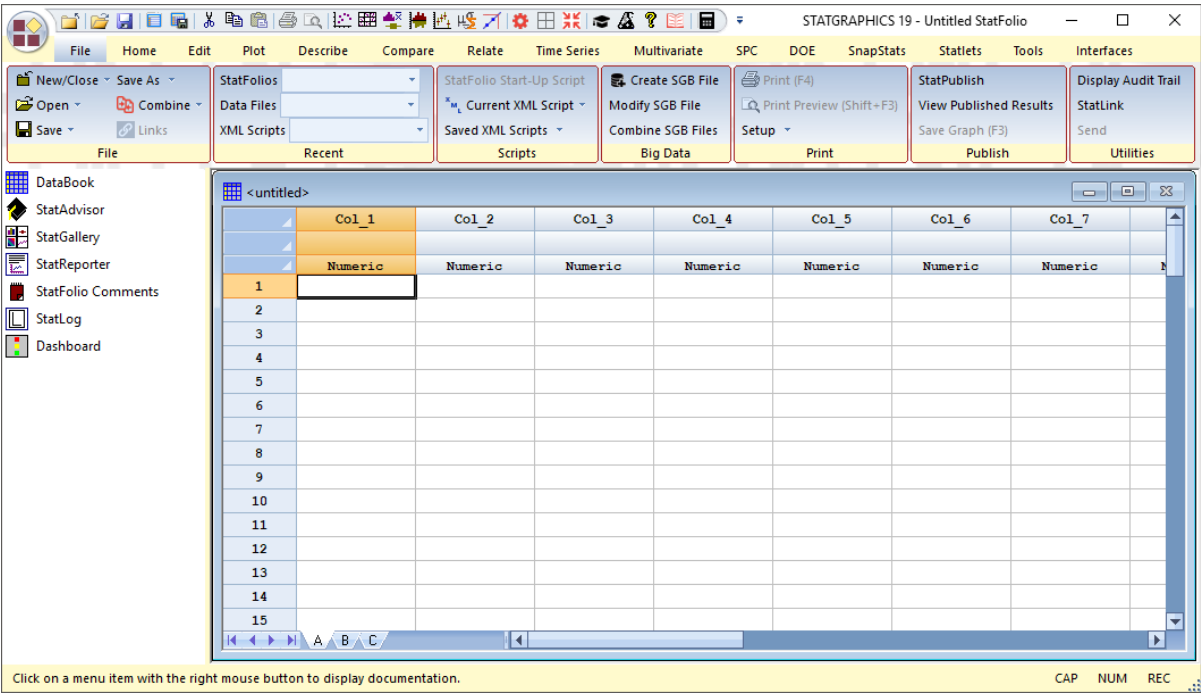 STATGRAPHICS 19 - Untitled StatFolio
File Home Edit Plot Describe Compare Relate Time Series Multivariate SPC DOE SnapStats Statlets Tools Interfaces
New/Close Save As StatFolios StatFolio Start-Up Script Create SGB File Print (F4) StatPublish Display Audit Trail
Open Combine Data Files Current XML Script Modify SGB File Print Preview (Shift+F3) View Published Results StatLink
Save Links XML Scripts Saved XML Scripts Combine SGB Files Setup Save Graph (F3) Send
File Recent Scripts Big Data Print Publish Utilities
DataBook
StatAdvisor
StatGallery
StatReporter
StatFolio Comments
StatLog
Dashboard
<untitled>
Col_1 Col_2 Col_3 Col_4 Col_5 Col_6 Col_7
Numeric Numeric Numeric Numeric Numeric Numeric Numeric
1
2
3
4
5
6
7
8
9
10
11
12
13
14
15
A B C
Click on a menu item with the right mouse button to display documentation. CAP NUM REC